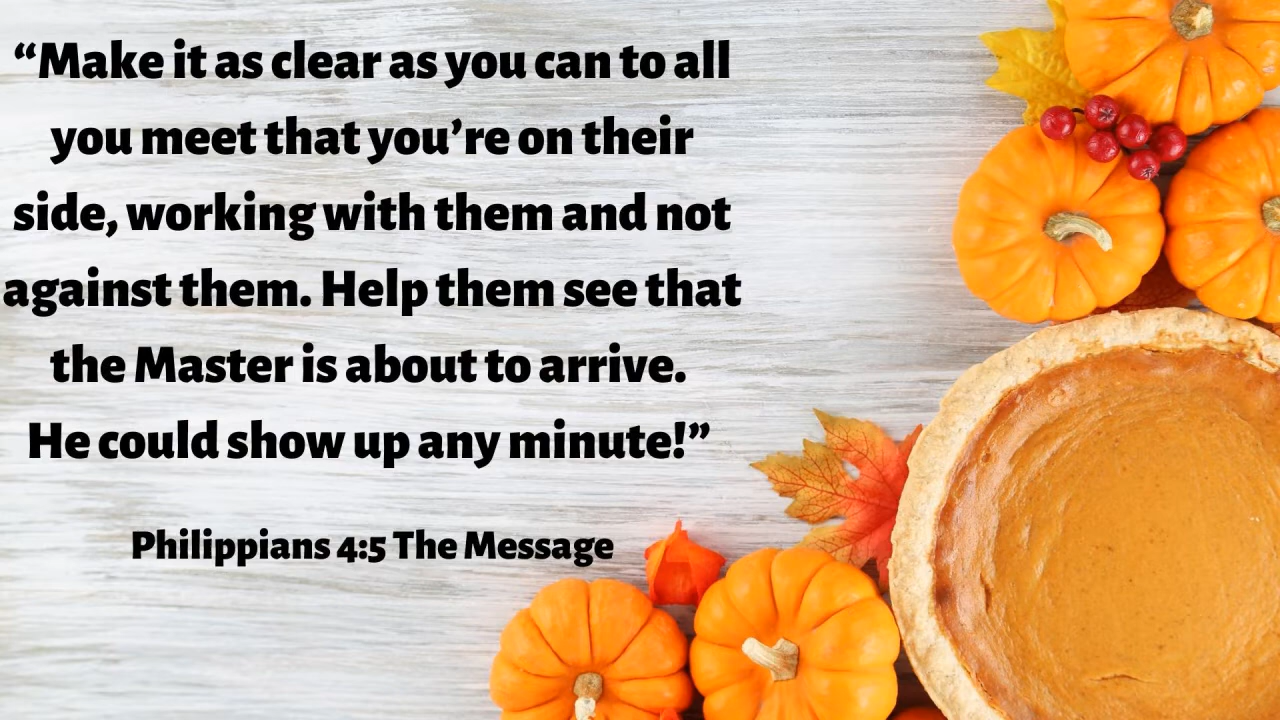 “Make it as clear as you can to all
you meet that you’re on their
side, working with them and not
against them. Help them see that
the Master is about to arrive.
He could show up any minute!”
Philippians 4:5 The Message